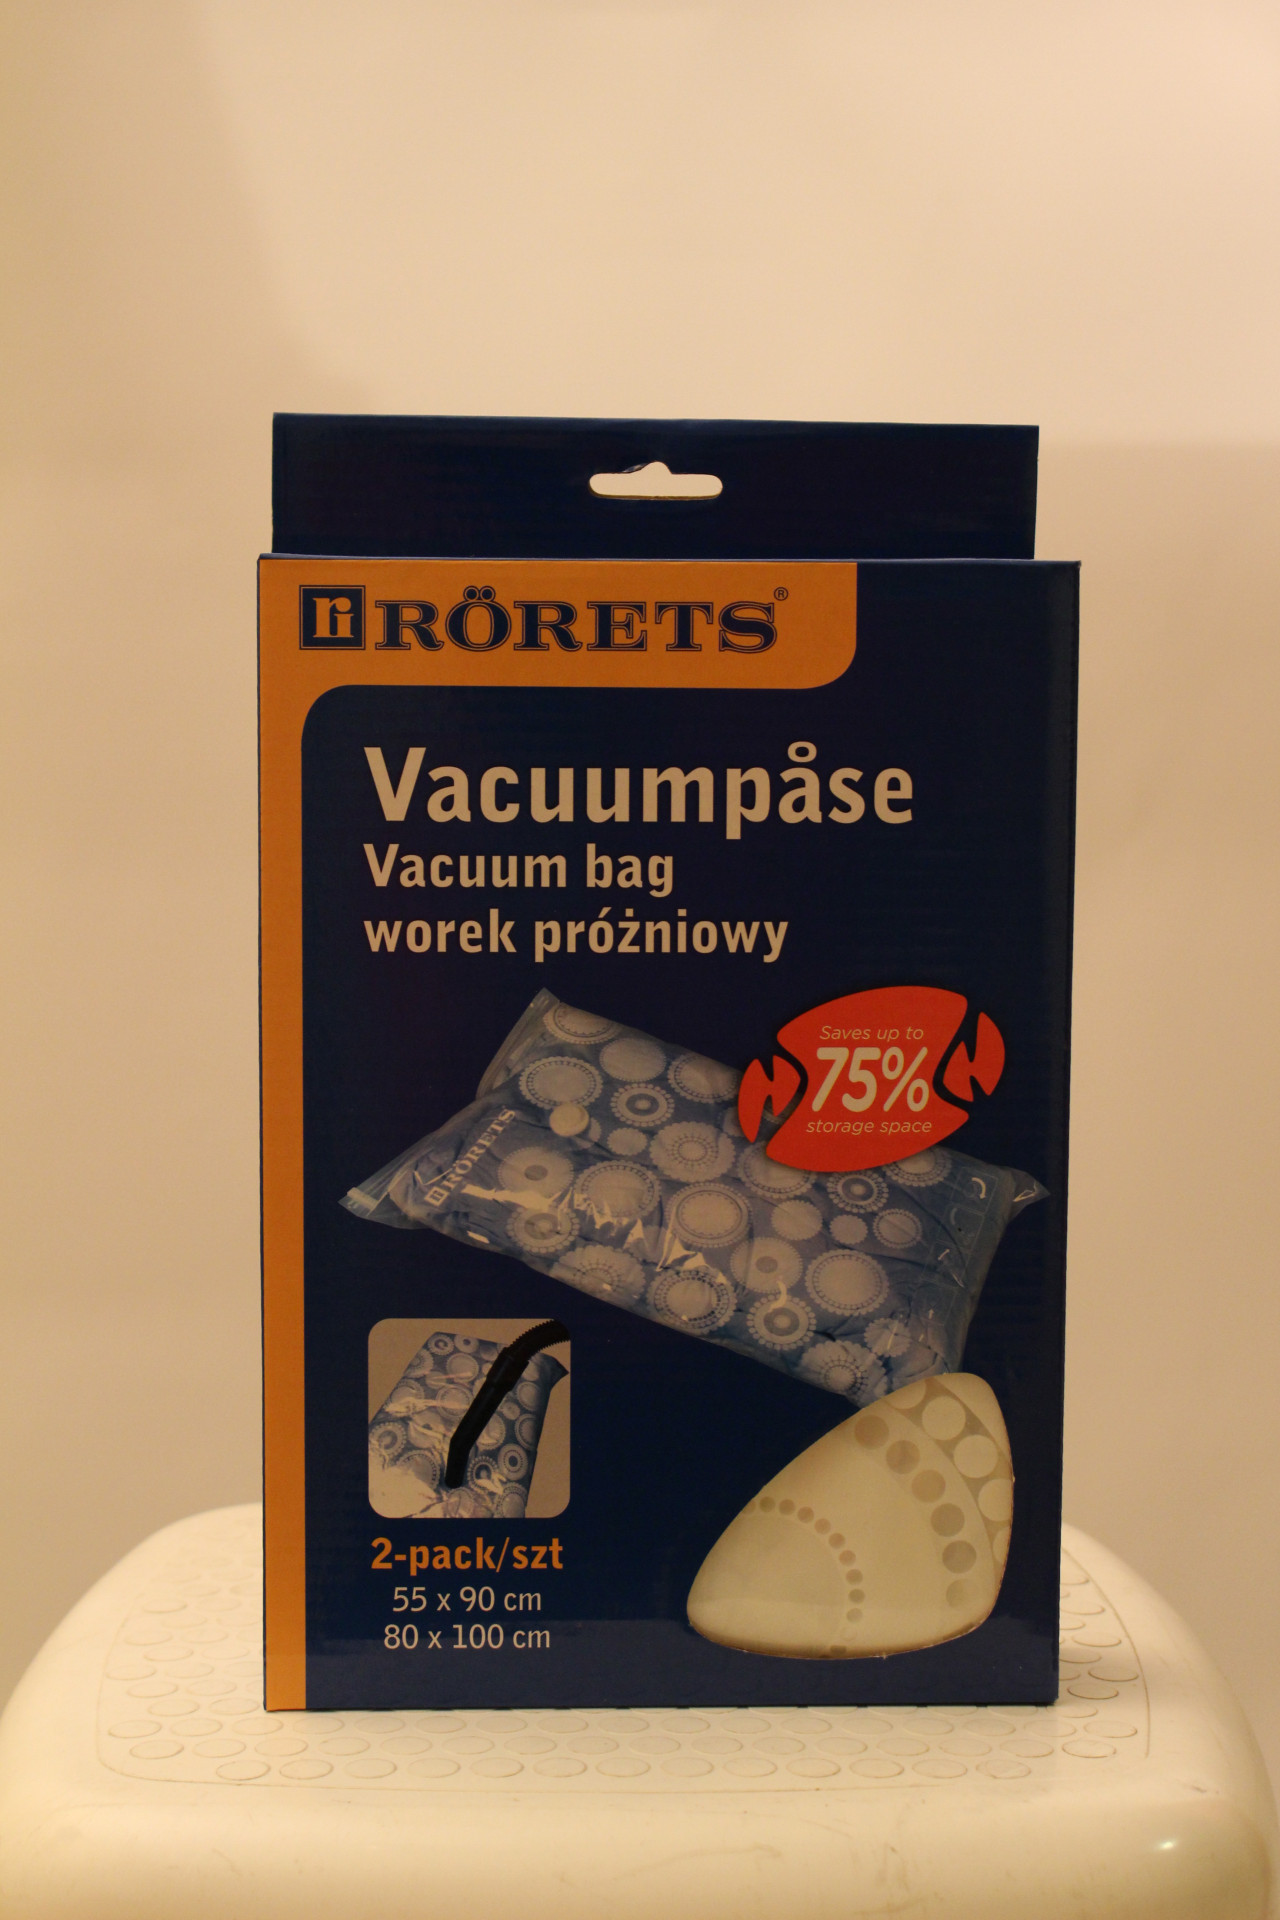 ri RÖRETS®
Vacuumpåse
Vacuum bag
worek próżniowy
Saves up to
75%
storage space
RÖRETS
2-pack/szt
55 x 90 cm
80 x 100 cm